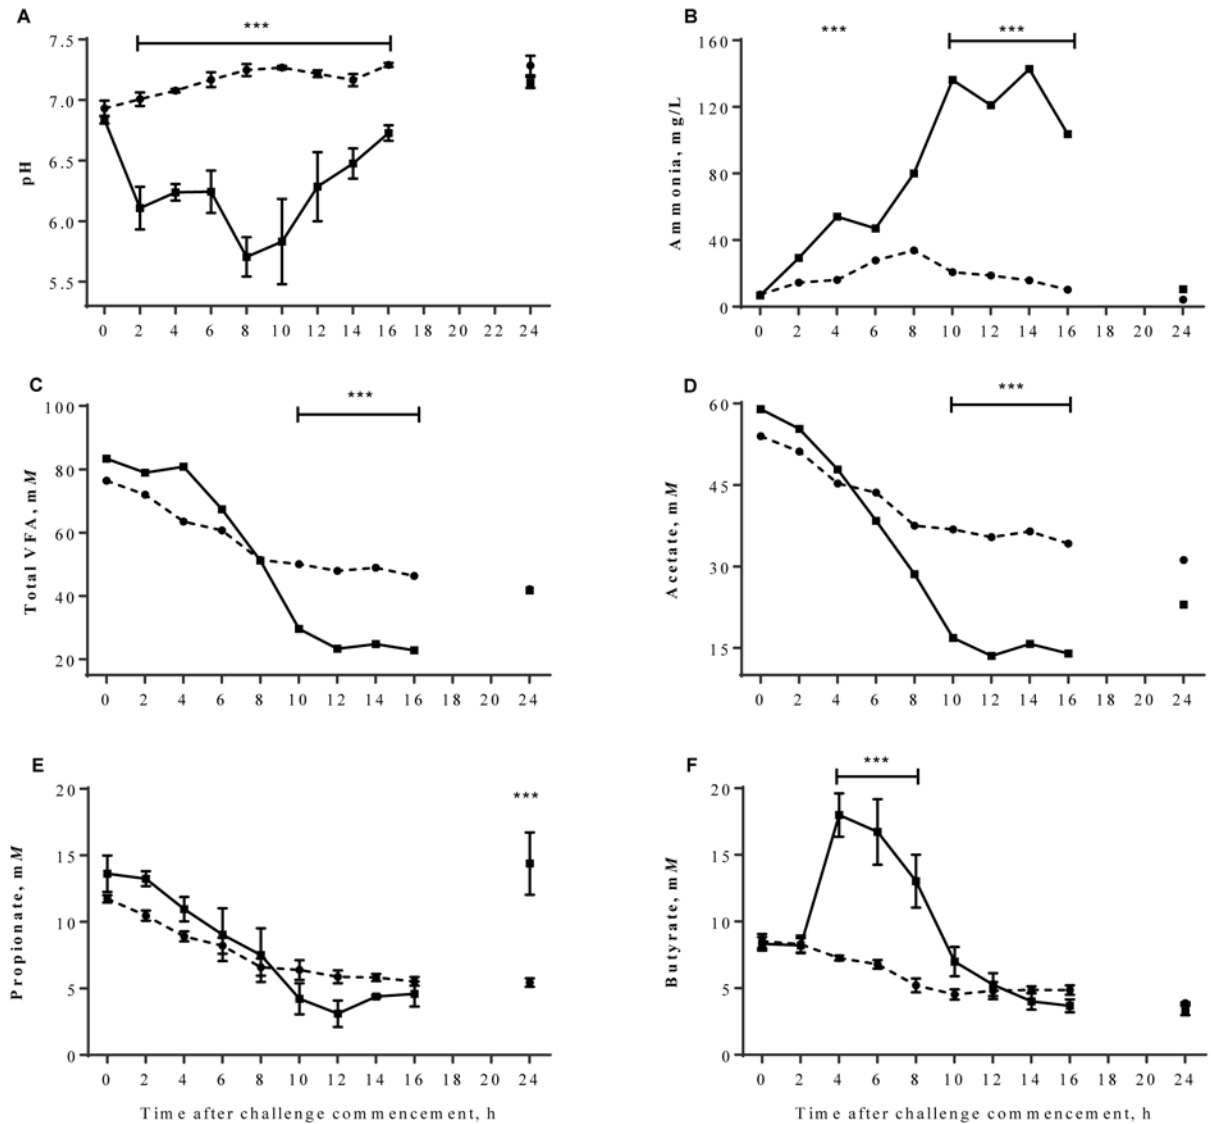 A
***
7.5
7.0
6.5
6.0
5.5
pH
0 2 4 6 8 10 12 14 16 18 20 22 24
B
*** ***
160
120
80
40
0
Ammonia, mg/L
0 2 4 6 8 10 12 14 16 18 20 24
C
***
100
80
60
40
20
Total VFA, mM
0 2 4 6 8 10 12 14 16 18 20 24
D
***
60
45
30
15
Acetate, mM
0 2 4 6 8 10 12 14 16 18 20 24
E
***
20
15
10
5
0
Propionate, mM
0 2 4 6 8 10 12 14 16 18 20 24
Time after challenge commencement, h
F
***
20
15
10
5
0
Butyrate, mM
0 2 4 6 8 10 12 14 16 18 20 24
Time after challenge commencement, h